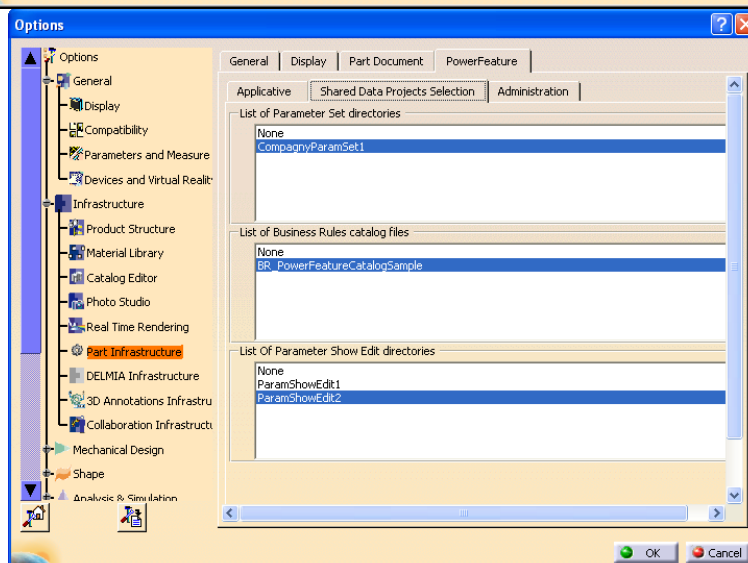 Options
Options
General
Display
Compatibility
Parameters and Measure
Devices and Virtual Realit
Infrastructure
Product Structure
Material Library
Catalog Editor
Photo Studio
Real Time Rendering
Part Infrastructure
DELMIA Infrastructure
3D Annotations Infrastru
Collaboration Infrastruct
Mechanical Design
Shape
Analysis & Simulation
General Display Part Document PowerFeature
Applicative Shared Data Projects Selection Administration
List of Parameter Set directories
None
CompagnyParamSet1
List of Business Rules catalog files
None
BR_PowerFeatureCatalogSample
List Of Parameter Show Edit directories
None
ParamShowEdit1
ParamShowEdit2
OK Cancel